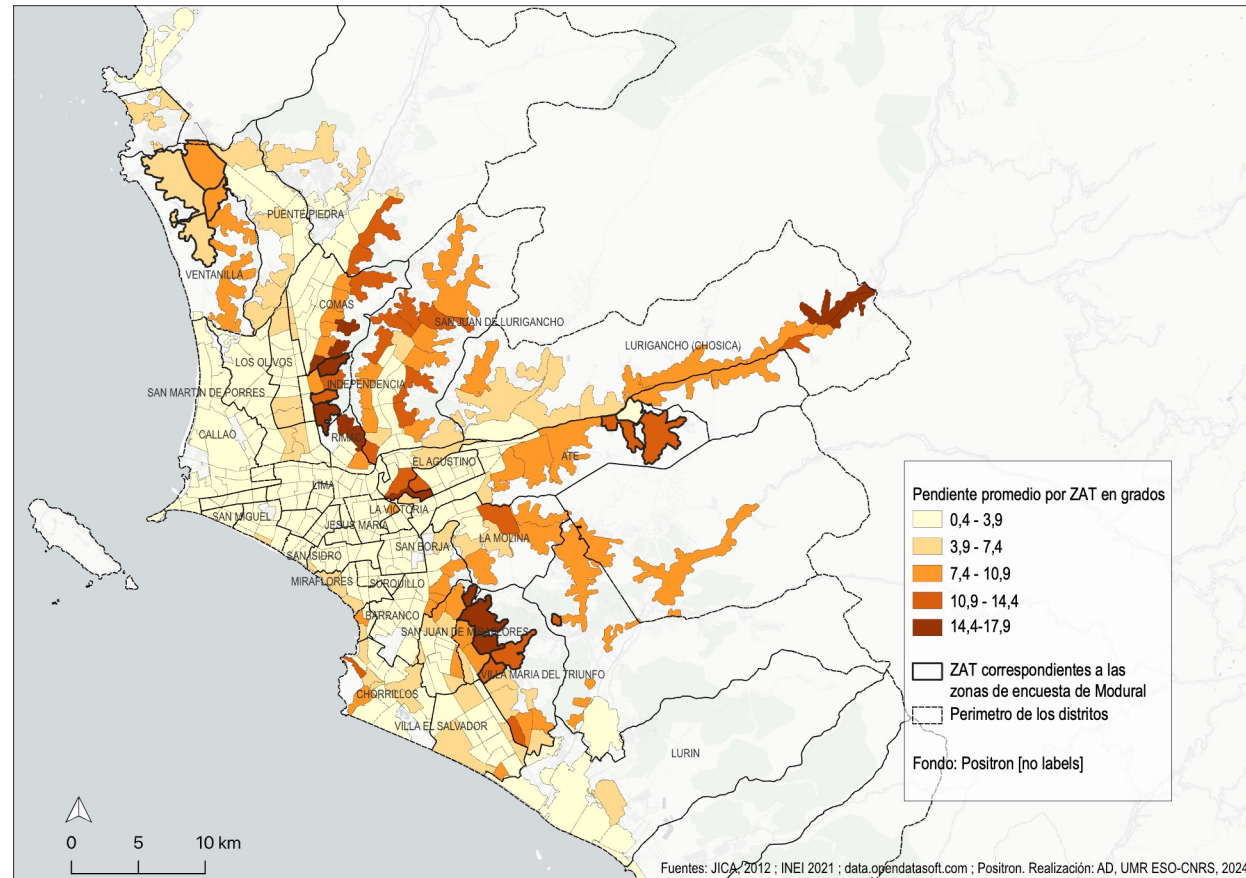 PUENTE PIEDRA
VENTANILLA
COMAS
SAN JUAN DE LURIGANCHO
LURIGANCHO (CHOSICA)
LOS OLIVOS
INDEPENDENCIA
SAN MARTÍN DE PORRES
CALLAO
RIMAC
EL AGUSTINO
ATE
LIMA
LA VICTORIA
SAN MIGUEL
JESUS MARIA
LA MOLINA
SAN BORJA
SAN ISIDRO
MIRAFLORES
SURQUILLO
BARRANCO
SAN JUAN DE MIRAFLORES
VILLA MARIA DEL TRIUNFO
CHORRILLOS
VILLA EL SALVADOR
LURIN
Pendiente promedio por ZAT en grados
0,4 - 3,9
3,9 - 7,4
7,4 - 10,9
10,9 - 14,4
14,4-17,9
ZAT correspondientes a las
zonas de encuesta de Modural
Perimetro de los distritos
Fondo: Positron [no labels]
0 5 10 km
Fuentes: JICA, 2012 ; INEI 2021 ; data.opendatasoft.com ; Positron. Realización: AD, UMR ESO-CNRS, 2024